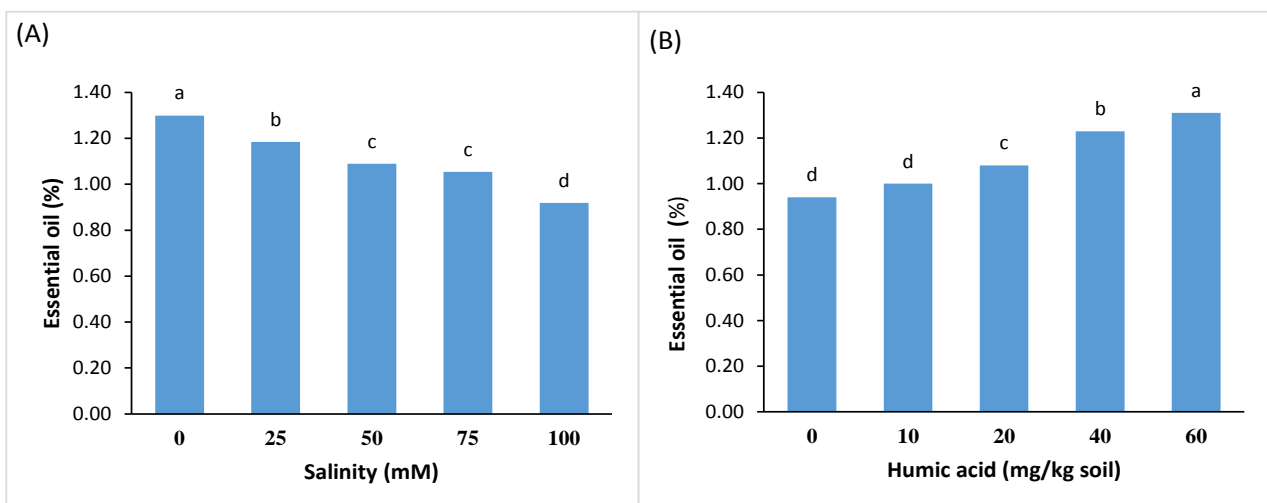 (A)
Essential oil (%)
1.40
1.20
1.00
0.80
0.60
0.40
0.20
0.00
a
b
c
c
d
0 25 50 75 100
Salinity (mM)
(B)
Essential oil (%)
1.40
1.20
1.00
0.80
0.60
0.40
0.20
0.00
d
d
c
b
a
0 10 20 40 60
Humic acid (mg/kg soil)